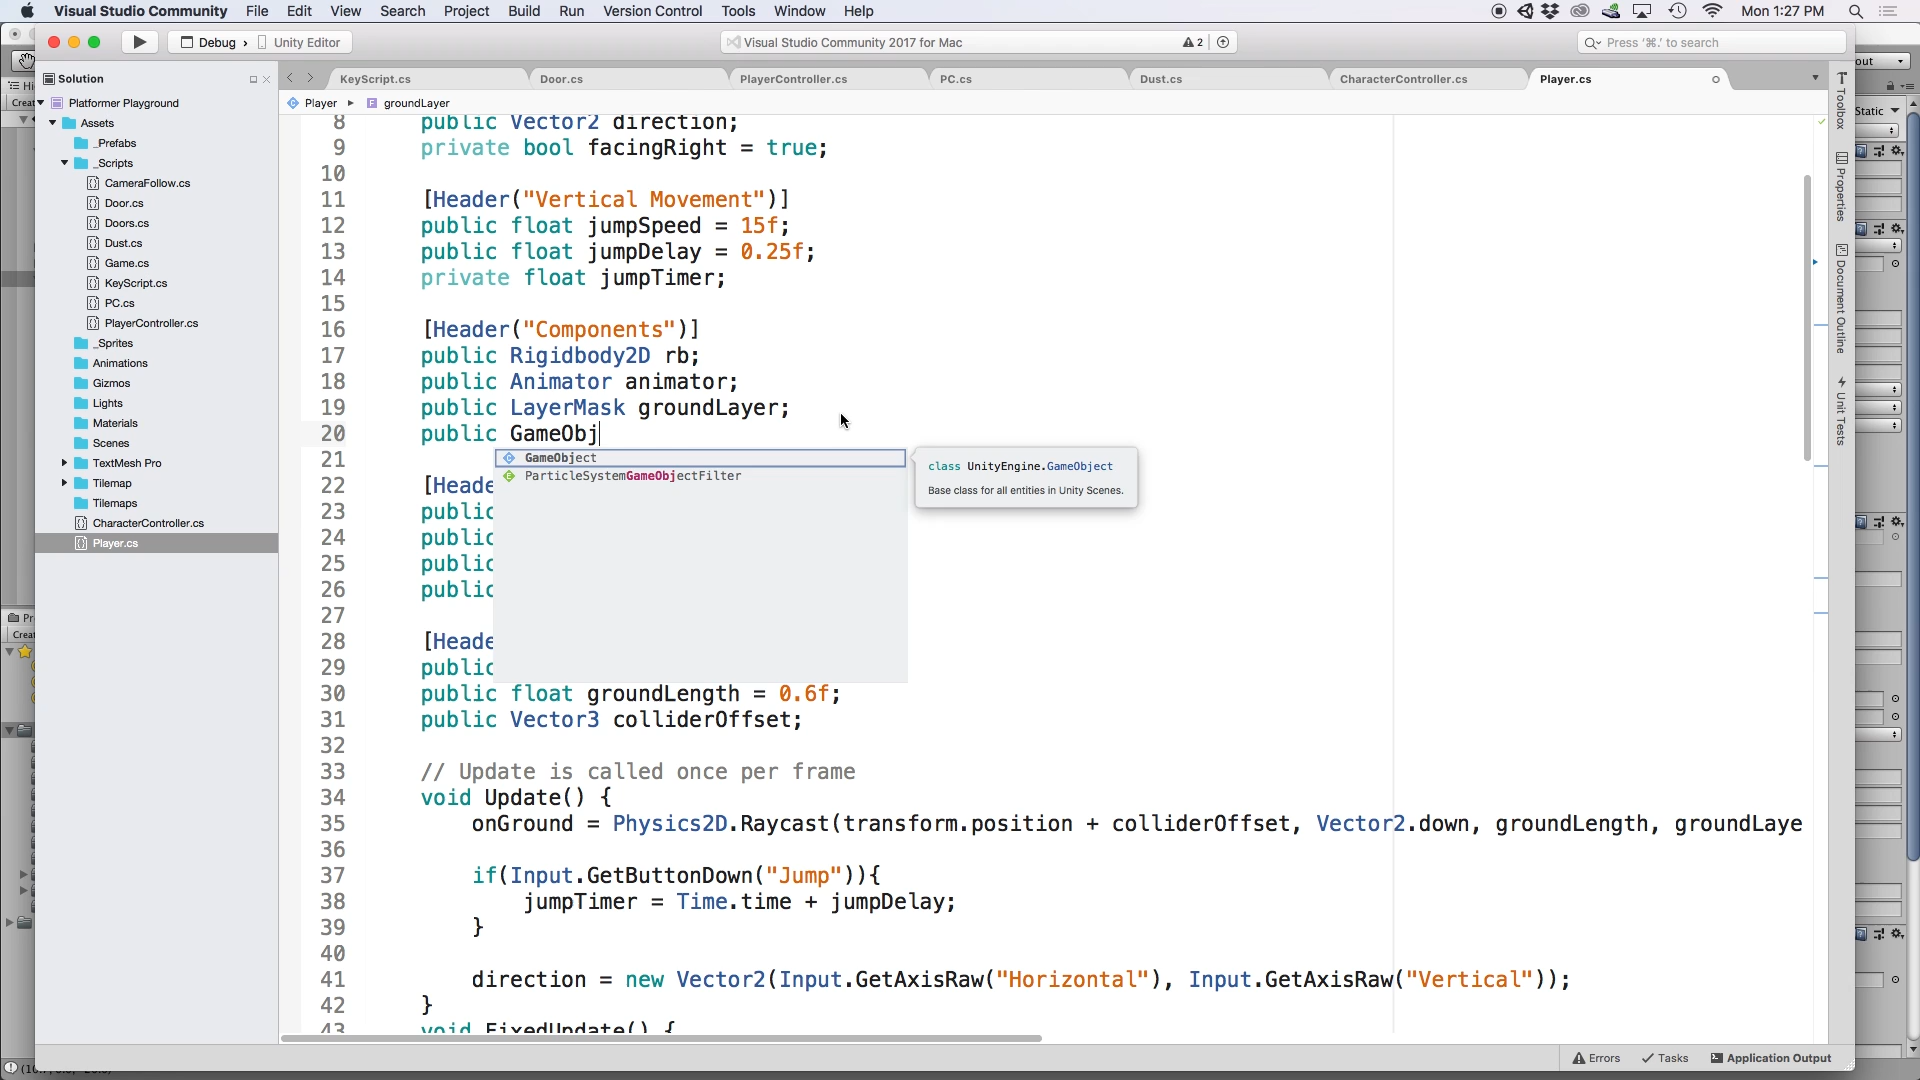 Visual Studio Community File Edit View Search Project Build Run Version Control Tools Window Help Mon 1:27 PM
Debug › Unity Editor Visual Studio Community 2017 for Mac 2 Press '⌘.' to search
Solution
Platformer Playground
Assets
_Prefabs
_Scripts
CameraFollow.cs
Door.cs
Doors.cs
Dust.cs
Game.cs
KeyScript.cs
PC.cs
PlayerController.cs
_Sprites
Animations
Gizmos
Lights
Materials
Scenes
TextMesh Pro
Tilemap
Tilemaps
CharacterController.cs
Player.cs
KeyScript.cs Door.cs PlayerController.cs PC.cs Dust.cs CharacterController.cs Player.cs
Player ▸ groundLayer
8 public Vector2 direction;
9 private bool facingRight = true;
10
11 [Header("Vertical Movement")]
12 public float jumpSpeed = 15f;
13 public float jumpDelay = 0.25f;
14 private float jumpTimer;
15
16 [Header("Components")]
17 public Rigidbody2D rb;
18 public Animator animator;
19 public LayerMask groundLayer;
20 public GameObj
GameObject
ParticleSystemGameObjectFilter
class UnityEngine.GameObject
Base class for all entities in Unity Scenes.
21
22 [Heade
23 public
24 public
25 public
26 public
27
28 [Heade
29 public
30 public float groundLength = 0.6f;
31 public Vector3 colliderOffset;
32
33 // Update is called once per frame
34 void Update() {
35 onGround = Physics2D.Raycast(transform.position + colliderOffset, Vector2.down, groundLength, groundLaye
36
37 if(Input.GetButtonDown("Jump")){
38 jumpTimer = Time.time + jumpDelay;
39 }
40
41 direction = new Vector2(Input.GetAxisRaw("Horizontal"), Input.GetAxisRaw("Vertical"));
42 }
43 void FixedUpdate() {
Toolbox
Properties
Document Outline
Unit Tests
Errors Tasks Application Output
out
Static
Hi
Creat
Pr
Creat